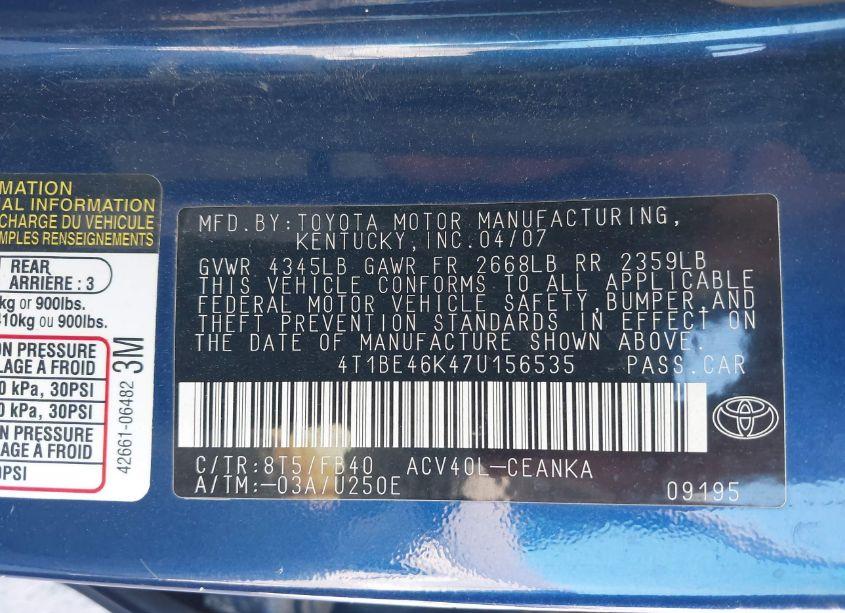 MATION
AL INFORMATION
CHARGE DU VÉHICULE
MPLES RENSEIGNEMENTS
REAR
ARRIÈRE : 3
kg or 900lbs.
410kg ou 900lbs.
ON PRESSURE
LAGE À FROID
0 kPa, 30PSI
0 kPa, 30PSI
ON PRESSURE
LAGE À FROID
0PSI
42661-06482 3M
MFD.BY:TOYOTA MOTOR MANUFACTURING,
KENTUCKY,INC.04/07
GVWR 4345LB GAWR FR 2668LB RR 2359LB
THIS VEHICLE CONFORMS TO ALL APPLICABLE
FEDERAL MOTOR VEHICLE SAFETY,BUMPER,AND
THEFT PREVENTION STANDARDS IN EFFECT ON
THE DATE OF MANUFACTURE SHOWN ABOVE.
4T1BE46K47U156535 PASS.CAR
C/TR:8T5/FB40 ACV40L-CEANKA
A/TM:-03A/U250E
09195